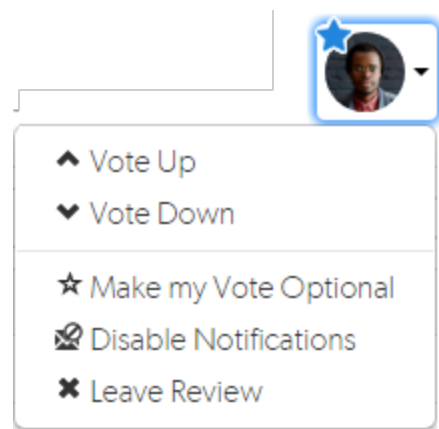 Vote Up
Vote Down
Make my Vote Optional
Disable Notifications
Leave Review